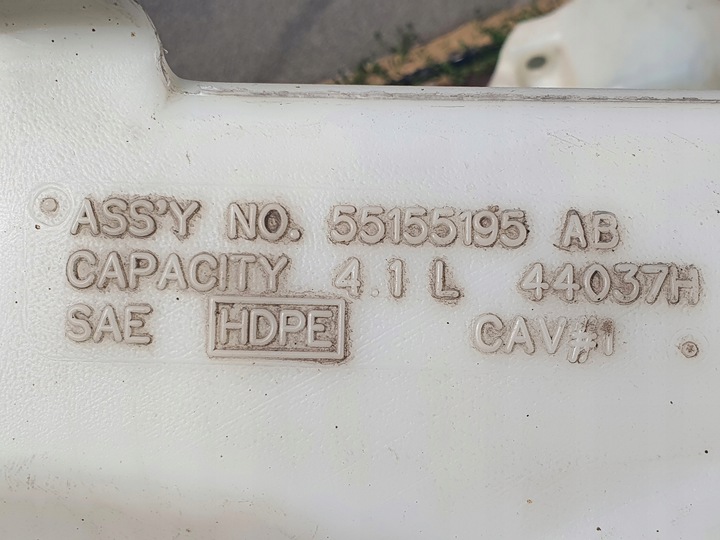 ASS'Y NO. 55155195 AB
CAPACITY 4.1 L 44037H
SAE HDPE CAV#1